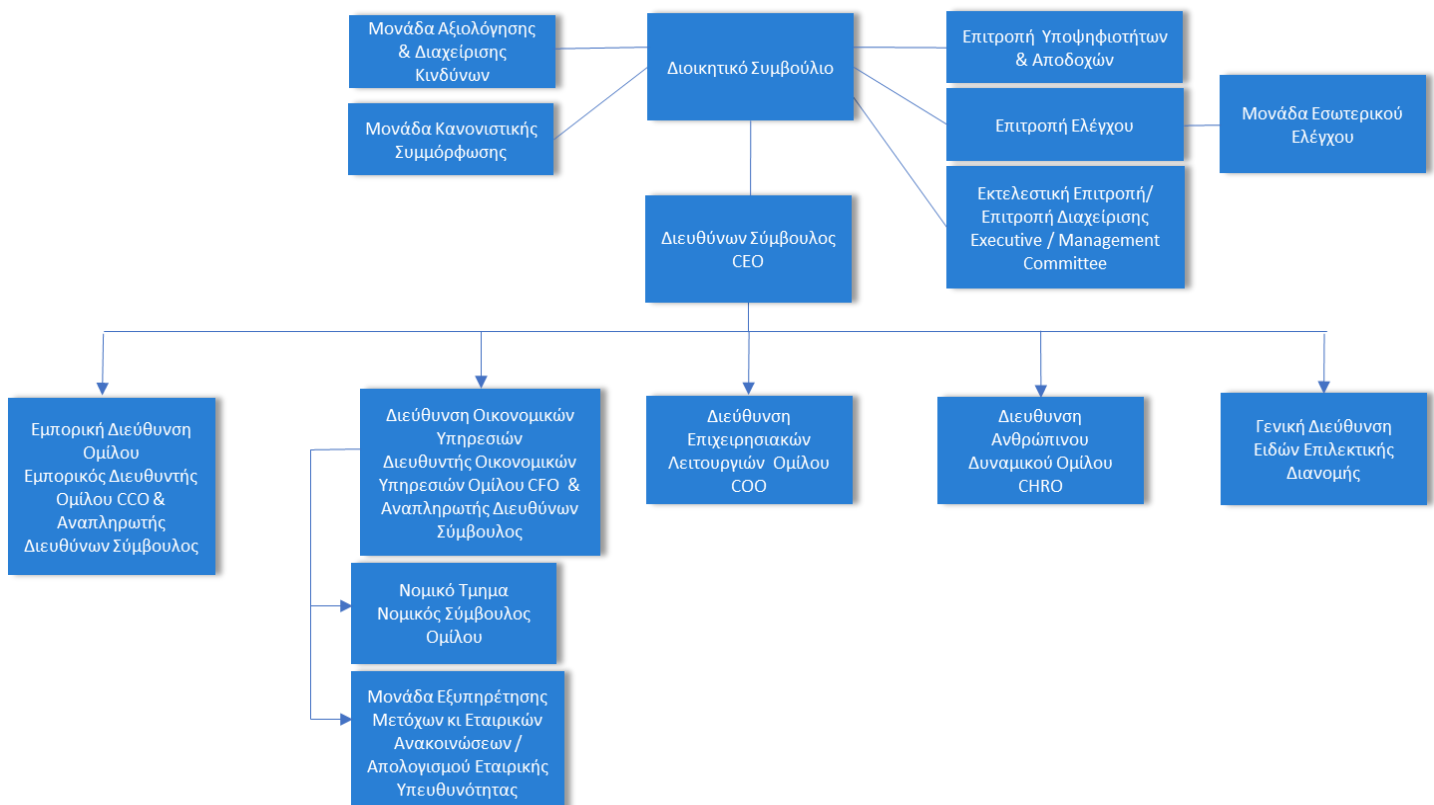 Μονάδα Αξιολόγησης
& Διαχείρισης
Κινδύνων
Διοικητικό Συμβούλιο
Επιτροπή Υποψηφιοτήτων
& Αποδοχών
Μονάδα Κανονιστικής
Συμμόρφωσης
Επιτροπή Ελέγχου
Μονάδα Εσωτερικού
Ελέγχου
Εκτελεστική Επιτροπή/
Επιτροπή Διαχείρισης
Executive / Management
Committee
Διευθύνων Σύμβουλος
CEO
Εμπορική Διεύθυνση
Ομίλου
Εμπορικός Διευθυντής
Ομίλου CCO &
Αναπληρωτής
Διευθύνων Σύμβουλος
Διεύθυνση Οικονομικών
Υπηρεσιών
Διευθυντής Οικονομικών
Υπηρεσιών Ομίλου CFO &
Αναπληρωτής Διευθύνων
Σύμβουλος
Διεύθυνση
Επιχειρησιακών
Λειτουργιών Ομίλου
COO
Διευθυνση
Ανθρώπινου
Δυναμικού Ομίλου
CHRO
Γενική Διεύθυνση
Ειδών Επιλεκτικής
Διανομής
Νομικό Τμημα
Νομικός Σύμβουλος
Ομίλου
Μονάδα Εξυπηρέτησης
Μετόχων κι Εταιρικών
Ανακοινώσεων /
Απολογισμού Εταιρικής
Υπευθυνότητας